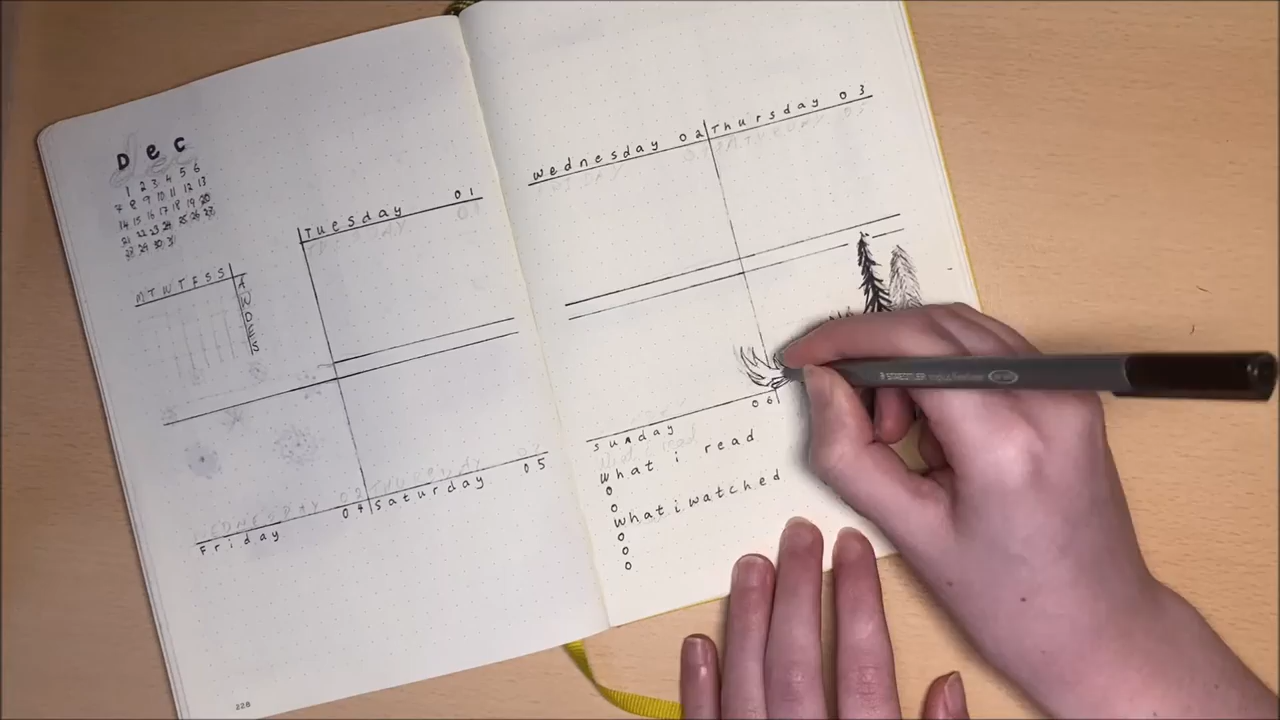 Dec
1 2 3 4 5 6
7 8 9 10 11 12 13
14 15 16 17 18 19 20
21 22 23 24 25 26 27
28 29 30 31
M T W T F S S
A
W
D
E
S
Tuesday 01
Friday 04
Saturday 05
228
Wednesday 02
Thursday 03
Sunday 06
What i read
o
o
What i watched
o
o
o
STAEDTLER